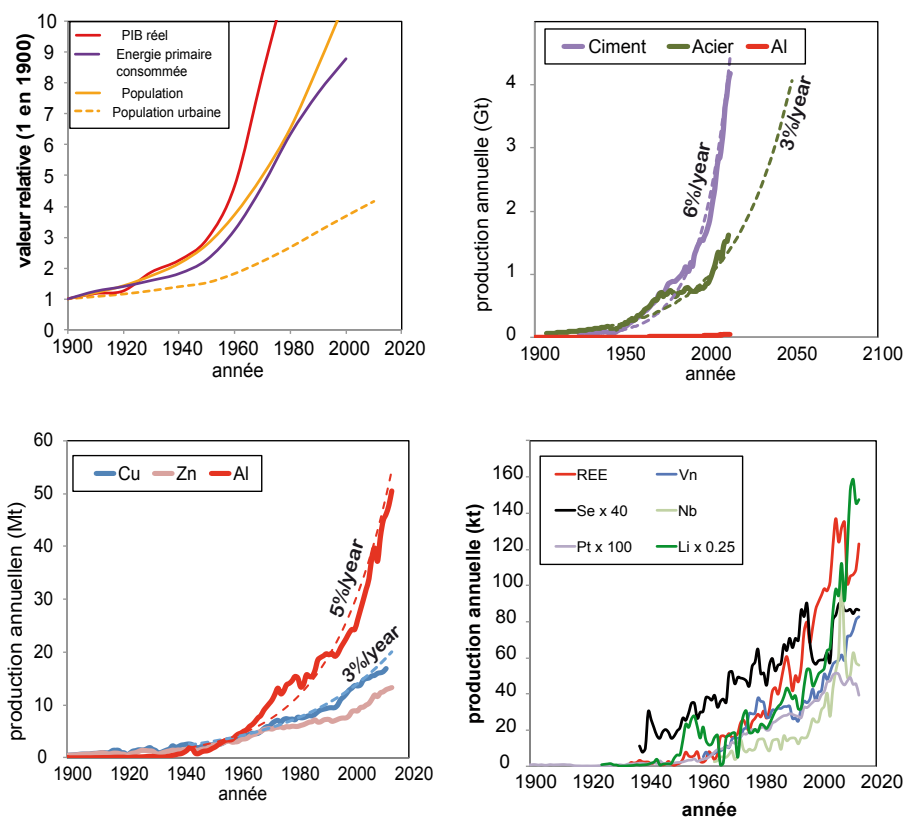 valeur relative (1 en 1900)
10
9
8
7
6
5
4
3
2
1
0
PIB réel
Energie primaire
consommée
Population
Population urbaine
1900 1920 1940 1960 1980 2000 2020
année
production annuelle (Gt)
4
2
1
0
Ciment Acier Al
6%/year
3%/year
1900 1950 2000 2050 2100
année
production annuellen (Mt)
60
50
40
30
20
10
0
Cu Zn Al
5%/year
3%/year
1900 1920 1940 1960 1980 2000 2020
année
production annuelle (kt)
160
140
120
100
80
60
40
20
0
REE Vn
Se x 40 Nb
Pt x 100 Li x 0.25
1900 1920 1940 1960 1980 2000 2020
année